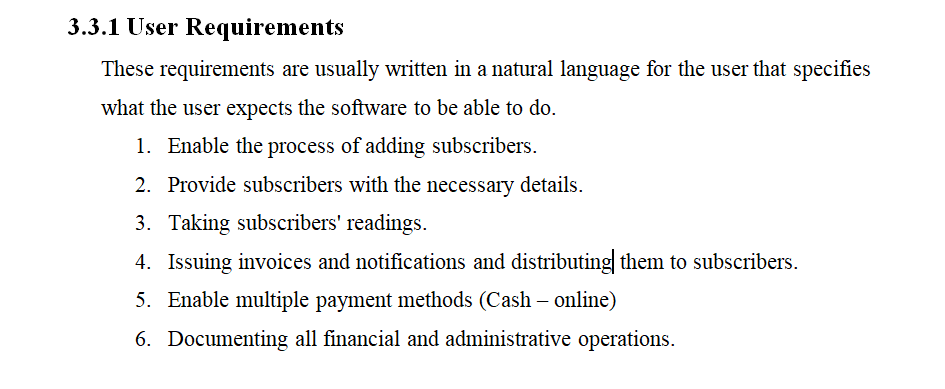 3.3.1 User Requirements
These requirements are usually written in a natural language for the user that specifies
what the user expects the software to be able to do.
1. Enable the process of adding subscribers.
2. Provide subscribers with the necessary details.
3. Taking subscribers' readings.
4. Issuing invoices and notifications and distributing them to subscribers.
5. Enable multiple payment methods (Cash – online)
6. Documenting all financial and administrative operations.